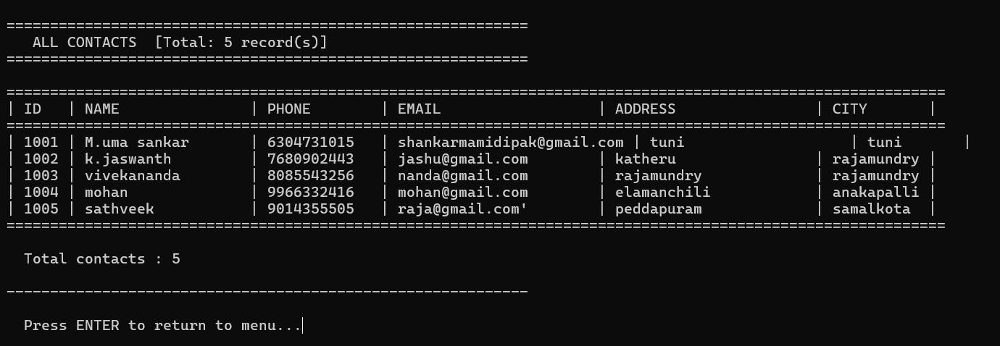 ============================================================
   ALL CONTACTS  [Total: 5 record(s)]
============================================================
============================================================================================================
| ID   | NAME               | PHONE        | EMAIL                  | ADDRESS                | CITY       |
============================================================================================================
| 1001 | M.uma sankar       | 6304731015   | shankarmamidipak@gmail.com | tuni                   | tuni       |
| 1002 | k.jaswanth         | 7680902443   | jashu@gmail.com        | katheru                | rajamundry |
| 1003 | vivekananda        | 8085543256   | nanda@gmail.com        | rajamundry             | rajamundry |
| 1004 | mohan              | 9966332416   | mohan@gmail.com        | elamanchili            | anakapalli |
| 1005 | sathveek           | 9014355505   | raja@gmail.com'        | peddapuram             | samalkota  |
============================================================================================================
  Total contacts : 5
------------------------------------------------------------
  Press ENTER to return to menu...